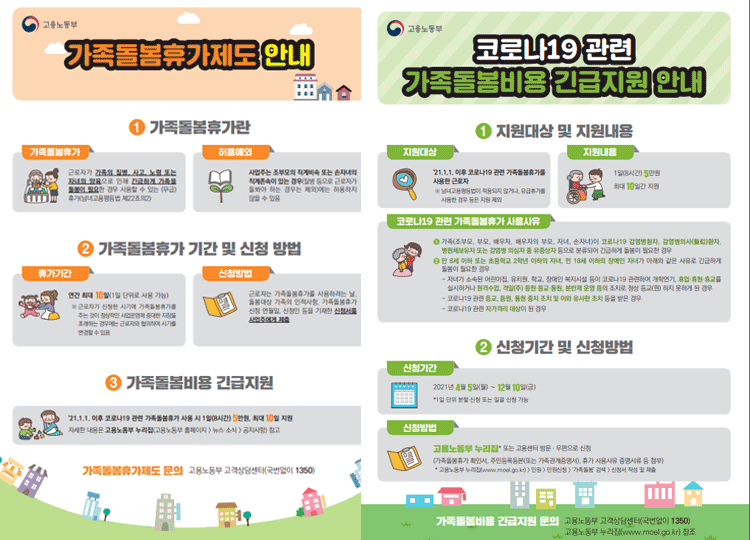 고용노동부
가족돌봄휴가제도 안내
1 가족돌봄휴가란
가족돌봄휴가
근로자가 가족의 질병, 사고, 노령 또는
자녀의 양육으로 인해 긴급하게 가족을
돌봄이 필요한 경우 사용할 수 있는 (무급)
휴가(남녀고용평등법 제22조의2)
허용예외
사업주는 조부모의 직계비속 또는 손자녀의
직계존속이 있는 경우(질병 등으로 근로자가
돌봐야 하는 경우는 제외)에는 허용하지
않을 수 있음
2 가족돌봄휴가 기간 및 신청 방법
휴가기간
연간 최대 10일(1일 단위로 사용 가능)
※ 근로자가 신청한 시기에 가족돌봄휴가를
주는 것이 정상적인 사업운영에 중대한 지장을
초래하는 경우에는 근로자와 협의하여 시기를
변경할 수 있음
신청방법
근로자는 가족돌봄휴가를 사용하려는 날,
돌봄대상 가족의 인적사항, 가족돌봄휴가
신청 연월일, 신청인 등을 기재한 신청서를
사업주에게 제출
3 가족돌봄비용 긴급지원
'21.1.1. 이후 코로나19 관련 가족돌봄휴가 사용 시 1일(8시간) 5만원, 최대 10일 지원
자세한 내용은 고용노동부 누리집(고용노동부 홈페이지 > 뉴스·소식 > 공지사항) 참고
가족돌봄휴가제도 문의 고용노동부 고객상담센터(국번없이 1350)
고용노동부
코로나19 관련
가족돌봄비용 긴급지원 안내
1 지원대상 및 지원내용
지원대상
'21.1.1. 이후 코로나19 관련 가족돌봄휴가를
사용한 근로자
※ 남녀고용평등법이 적용되지 않거나, 유급휴가를
사용한 경우 등은 지원 제외
지원내용
1일(8시간) 5만원
최대 10일간 지원
코로나19 관련 가족돌봄휴가 사용사유
1 가족(조부모, 부모, 배우자, 배우자의 부모, 자녀, 손자녀)이 코로나19 감염병환자, 감염병의사(擬似)환자,
병원체보유자 또는 감염병 의심자 중 유증상자 등으로 분류되어 긴급하게 돌봄이 필요한 경우
2 만 8세 이하 또는 초등학교 2학년 이하의 자녀, 만 18세 이하의 장애인 자녀가 아래와 같은 사유로 긴급하게
돌봄이 필요한 경우
- 자녀가 소속된 어린이집, 유치원, 학교, 장애인 복지시설 등이 코로나19 관련하여 개학연기, 휴업·휴원·휴교를
실시하거나 원격수업, 격일(주) 등원·등교·등원, 분반제 운영 등의 조치로 정상 등교(원) 하지 못하게 된 경우
- 코로나19 관련 등교, 등원, 통원 중지 조치 및 이와 유사한 조치 등을 받은 경우
- 코로나19 관련 자가격리 대상이 된 경우
2 신청기간 및 신청방법
신청기간
2021년 4월 5일(월) ~ 12월 10일(금)
*1일 단위 분할 신청 또는 일괄 신청 가능
신청방법
고용노동부 누리집* 또는 고용센터 방문·우편으로 신청
(가족돌봄휴가 확인서, 주민등록등본(또는 가족관계증명서), 휴가 사용사유 증명서류 등 첨부)
* 고용노동부 누리집(www.moel.go.kr) > 민원 > 민원신청 > '가족돌봄' 검색 > 신청서 작성 및 제출
가족돌봄비용 긴급지원 문의 고용노동부 고객상담센터(국번없이 1350)
고용노동부 누리집(www.moel.go.kr) 참조